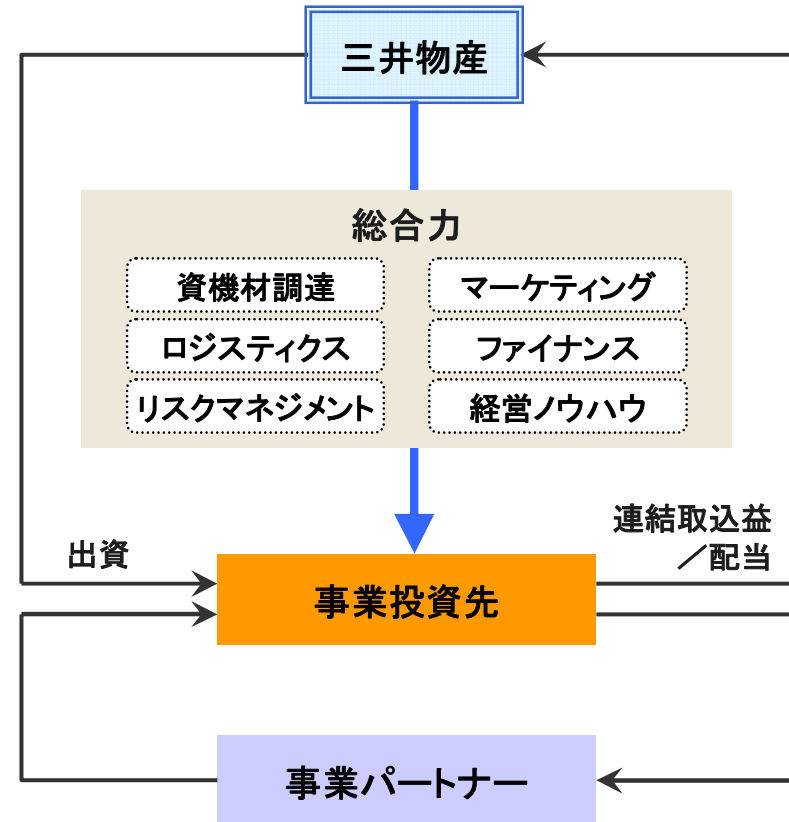 三井物産
総合力
資機材調達
マーケティング
ロジスティクス
ファイナンス
リスクマネジメント
経営ノウハウ
連結取込益
／配当
出資
事業投資先
事業パートナー